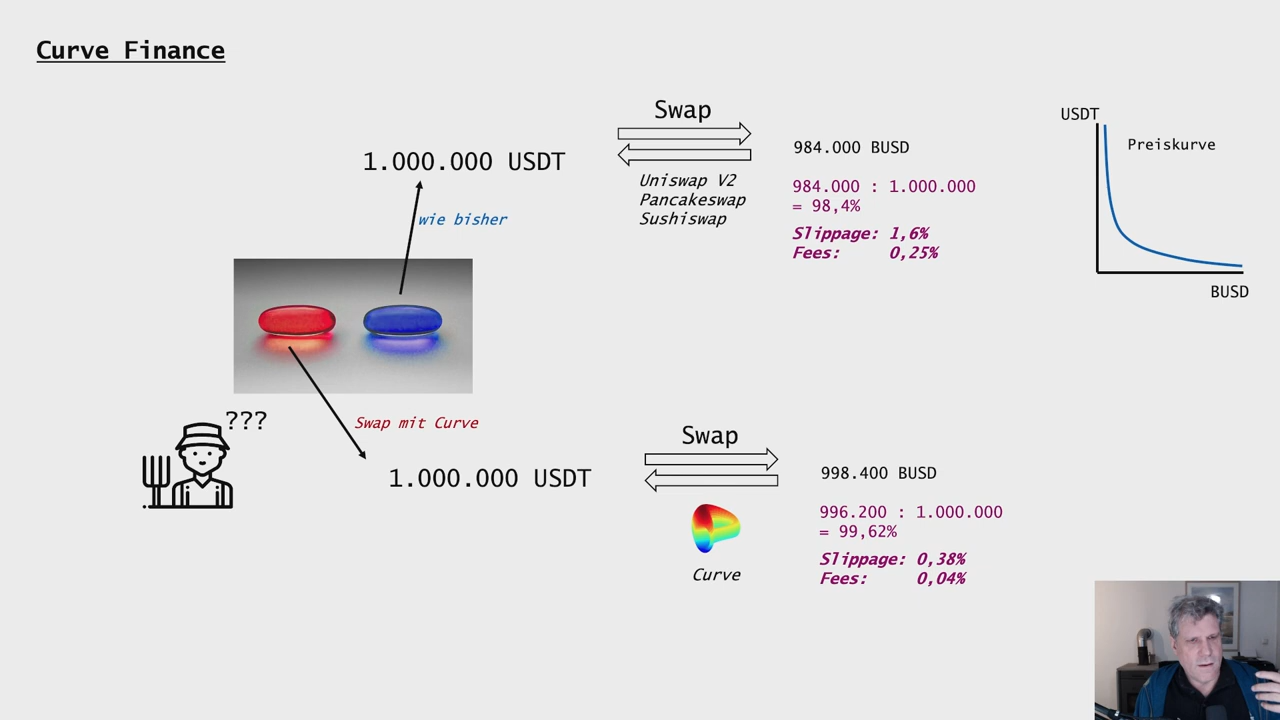 Curve Finance
Swap
1.000.000 USDT
Uniswap V2
Pancakeswap
Sushiswap
984.000 BUSD
984.000 : 1.000.000
= 98,4%
Slippage: 1,6%
Fees: 0,25%
USDT
Preiskurve
BUSD
wie bisher
???
Swap mit Curve
1.000.000 USDT
Swap
Curve
998.400 BUSD
996.200 : 1.000.000
= 99,62%
Slippage: 0,38%
Fees: 0,04%